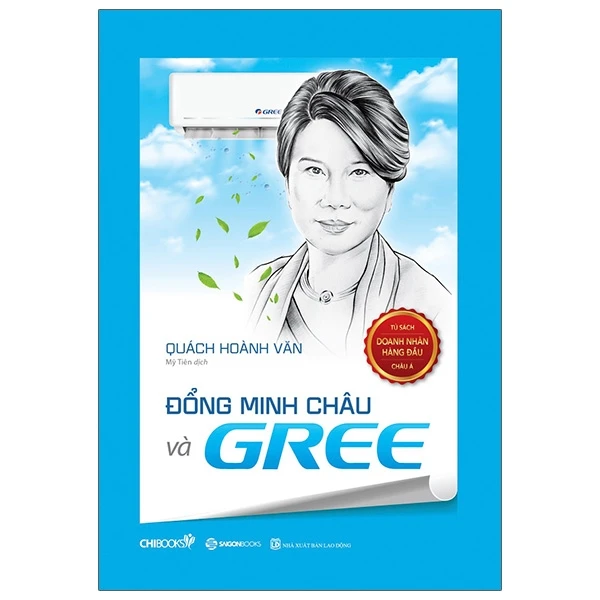 GREE
QUÁCH HOÀNH VĂN
Mỹ Tiên dịch
TỦ SÁCH
DOANH NHÂN
HÀNG ĐẦU
CHÂU Á
ĐỔNG MINH CHÂU
và GREE
CHIBOOKS
SAIGONBOOKS
NHÀ XUẤT BẢN LAO ĐỘNG